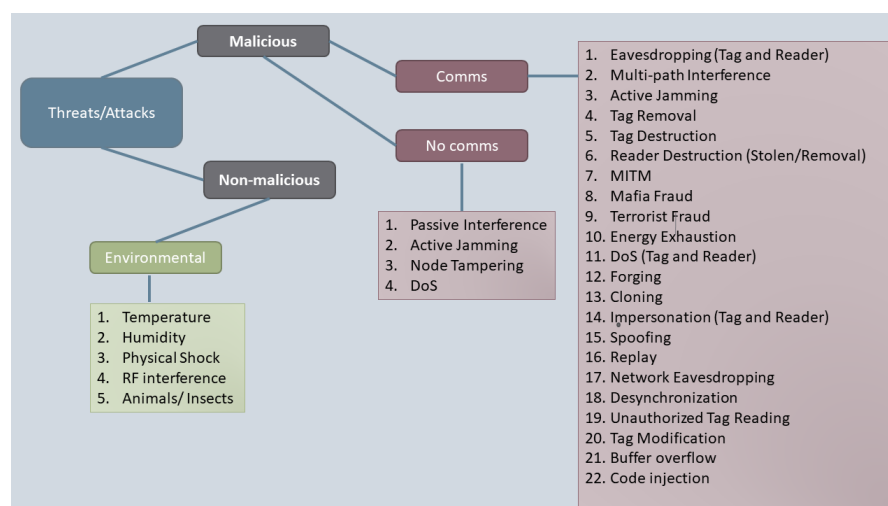 Malicious
Comms
Threats/Attacks
No comms
Non-malicious
Environmental
1. Temperature
2. Humidity
3. Physical Shock
4. RF interference
5. Animals/ Insects
1. Passive Interference
2. Active Jamming
3. Node Tampering
4. DoS
1. Eavesdropping (Tag and Reader)
2. Multi-path Interference
3. Active Jamming
4. Tag Removal
5. Tag Destruction
6. Reader Destruction (Stolen/Removal)
7. MITM
8. Mafia Fraud
9. Terrorist Fraud
10. Energy Exhaustion
11. DoS (Tag and Reader)
12. Forging
13. Cloning
14. Impersonation (Tag and Reader)
15. Spoofing
16. Replay
17. Network Eavesdropping
18. Desynchronization
19. Unauthorized Tag Reading
20. Tag Modification
21. Buffer overflow
22. Code injection